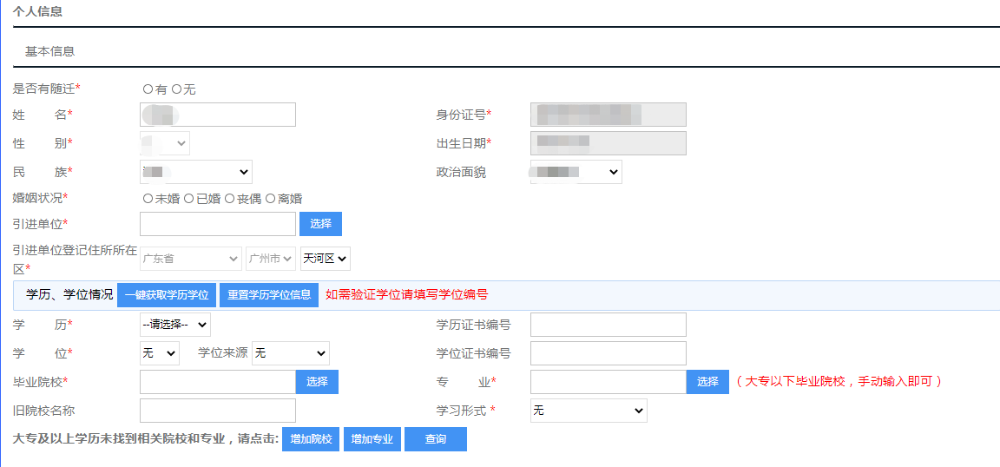 个人信息
基本信息
是否有随迁* 有 无
姓 名* 身份证号*
性 别* 出生日期*
民 族* 政治面貌
婚姻状况* 未婚 已婚 丧偶 离婚
引进单位* 选择
引进单位登记住所所在
区* 广东省 广州市 天河区
学历、学位情况 一键获取学历学位 重置学历学位信息 如需验证学位请填写学位编号
学 历* --请选择-- 学历证书编号
学 位* 无 学位来源 无 学位证书编号
毕业院校* 选择 专 业* 选择 （大专以下毕业院校，手动输入即可）
旧院校名称 学习形式 * 无
大专及以上学历未找到相关院校和专业，请点击: 增加院校 增加专业 查询